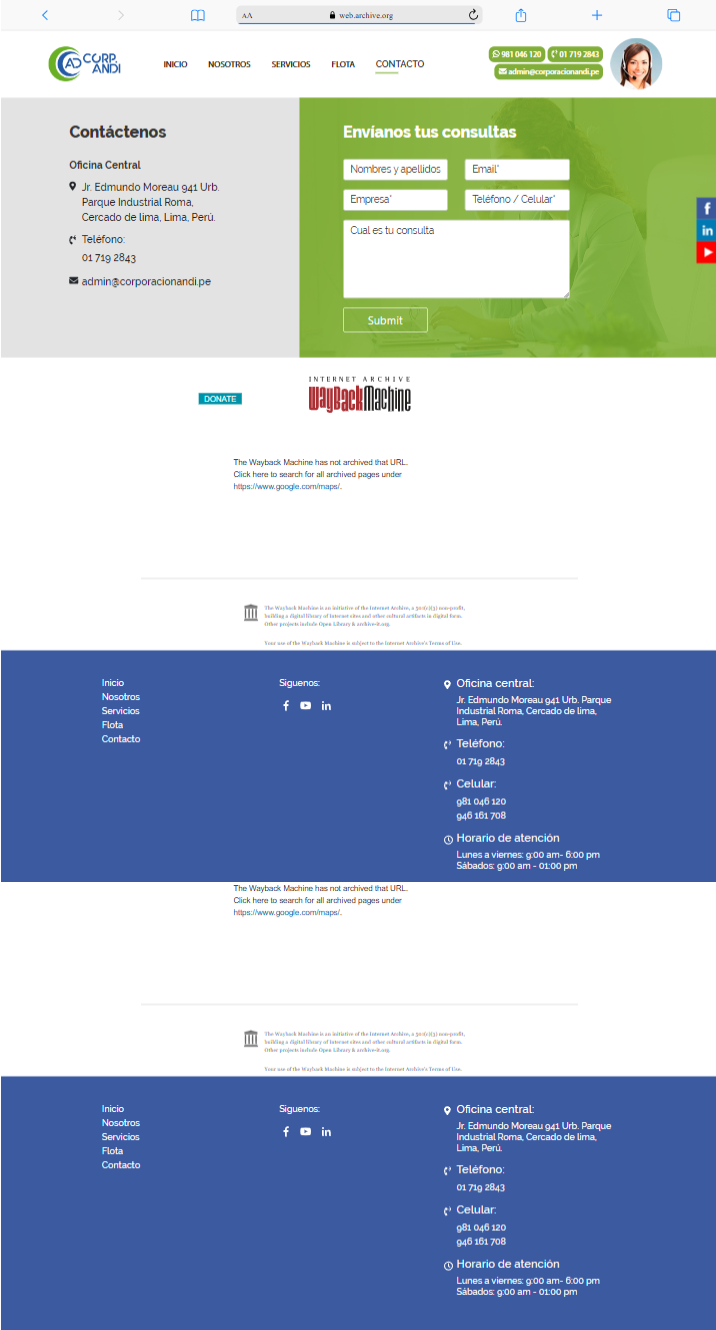 AA web.archive.org
AD CORP. ANDI
INICIO NOSOTROS SERVICIOS FLOTA CONTACTO
981 046 120 01 719 2843
admin@corporacionandi.pe
Contáctenos
Oficina Central
Jr. Edmundo Moreau 941 Urb.
Parque Industrial Roma,
Cercado de lima, Lima, Perú.
Teléfono:
01 719 2843
admin@corporacionandi.pe
Envíanos tus consultas
Nombres y apellidos Email*
Empresa* Teléfono / Celular*
Cual es tu consulta
Submit
f
in
INTERNET ARCHIVE
DONATE WayBackMachine
The Wayback Machine has not archived that URL.
Click here to search for all archived pages under
https://www.google.com/maps/.
The Wayback Machine is an initiative of the Internet Archive, a 501(c)(3) non-profit,
building a digital library of Internet sites and other cultural artifacts in digital form.
Other projects include Open Library & archive-it.org.
Your use of the Wayback Machine is subject to the Internet Archive's Terms of Use.
Inicio
Nosotros
Servicios
Flota
Contacto
Siguenos:
f in
Oficina central:
Jr. Edmundo Moreau 941 Urb. Parque
Industrial Roma, Cercado de lima,
Lima, Perú.
Teléfono:
01 719 2843
Celular:
981 046 120
946 161 708
Horario de atención
Lunes a viernes: 9:00 am- 6:00 pm
Sábados: 9:00 am - 01:00 pm
The Wayback Machine has not archived that URL.
Click here to search for all archived pages under
https://www.google.com/maps/.
The Wayback Machine is an initiative of the Internet Archive, a 501(c)(3) non-profit,
building a digital library of Internet sites and other cultural artifacts in digital form.
Other projects include Open Library & archive-it.org.
Your use of the Wayback Machine is subject to the Internet Archive's Terms of Use.
Inicio
Nosotros
Servicios
Flota
Contacto
Siguenos:
f in
Oficina central:
Jr. Edmundo Moreau 941 Urb. Parque
Industrial Roma, Cercado de lima,
Lima, Perú.
Teléfono:
01 719 2843
Celular:
981 046 120
946 161 708
Horario de atención
Lunes a viernes: 9:00 am- 6:00 pm
Sábados: 9:00 am - 01:00 pm